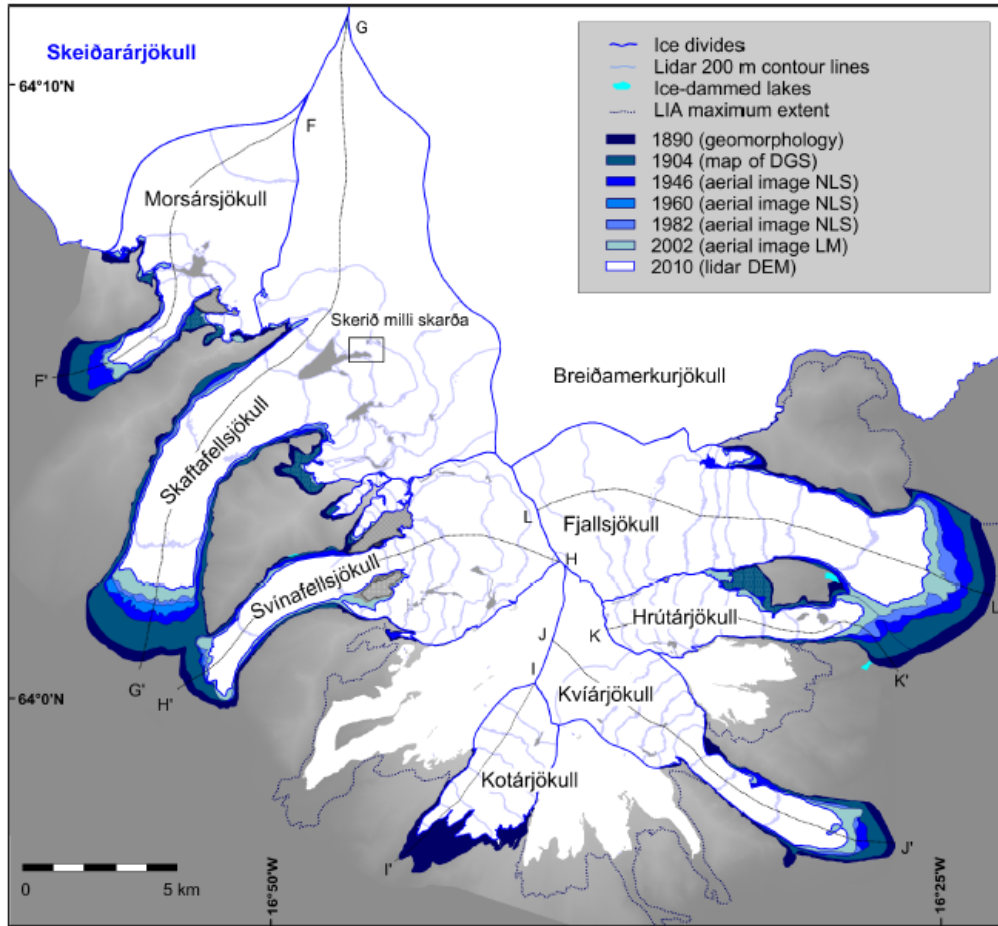 G
Skeiðarárjökull
64°10'N
F
Ice divides
Lidar 200 m contour lines
Ice-dammed lakes
LIA maximum extent
1890 (geomorphology)
1904 (map of DGS)
1946 (aerial image NLS)
1960 (aerial image NLS)
1982 (aerial image NLS)
2002 (aerial image LM)
2010 (lidar DEM)
Morsársjökull
Skerið milli skarða
F'
Breiðamerkurjökull
Skaftafellsjökull
L
Fjallsjökull
H
Svínafellsjökull
Hrútárjökull
L'
J
K
I
K'
G'
H'
64°0'N
Kvíárjökull
Kotárjökull
I'
J'
0
5 km
16°50'W
16°25'W